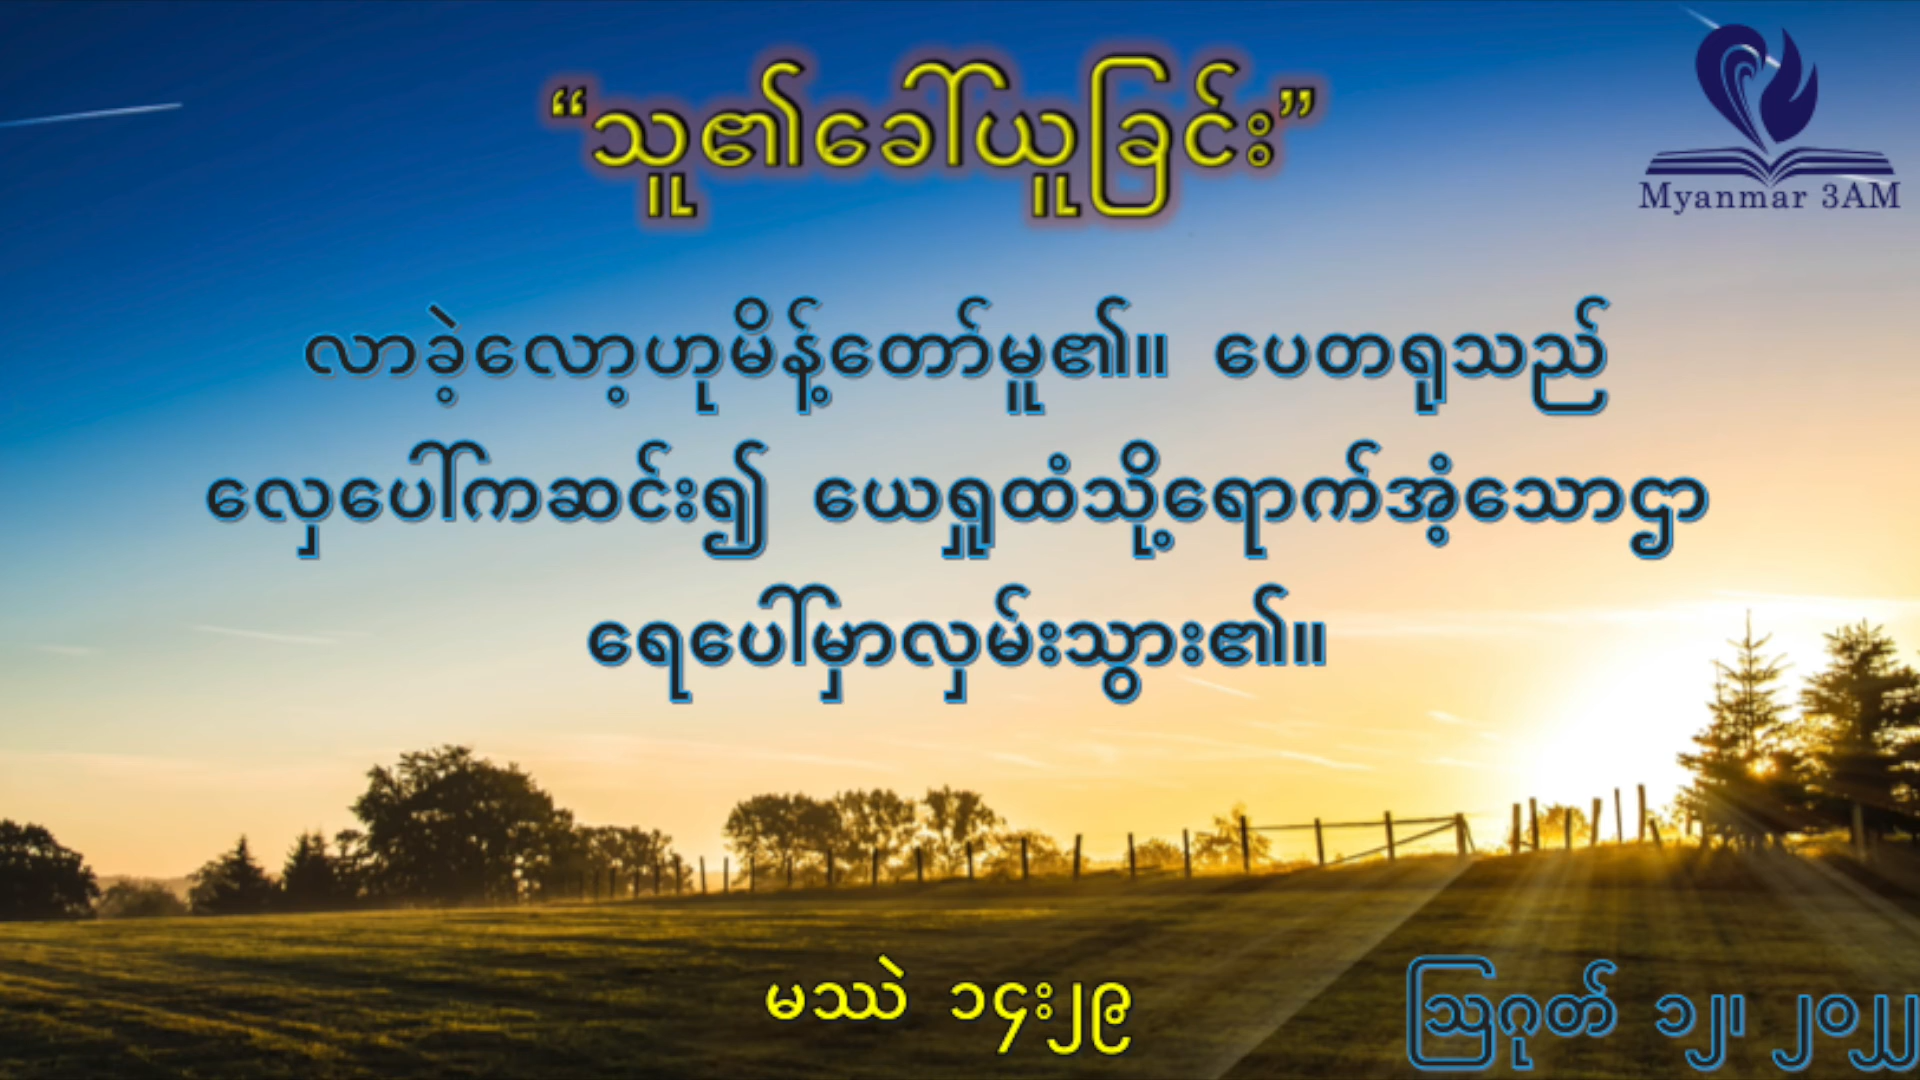 “သူ၏ခေါ်ယူခြင်း”
Myanmar 3AM
လာခဲ့လော့ဟုမိန့်တော်မူ၏။ ပေတရုသည်
လှေပေါ်ကဆင်း၍ ယေရှုထံသို့ရောက်အံ့သောဌာ
ရေပေါ်မှာလှမ်းသွား၏။
မဿဲ ၁၄း၂၉
ဩဂုတ် ၁၂၊ ၂၀၂၂